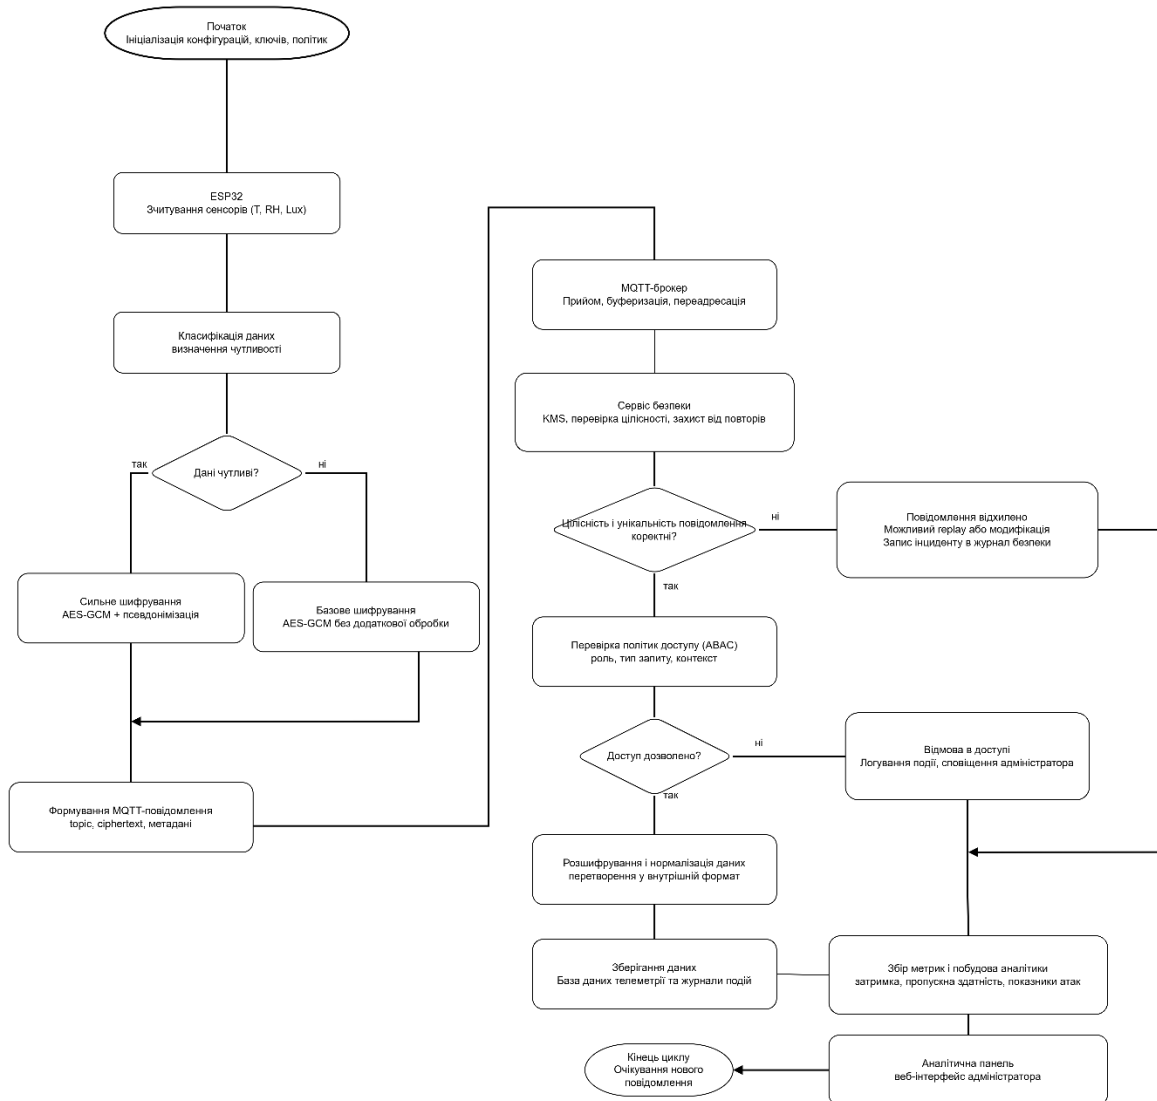 Початок
Ініціалізація конфігурацій, ключів, політик
ESP32
Зчитування сенсорів (T, RH, Lux)
Класифікація даних
визначення чутливості
Дані чутливі?
так
ні
Сильне шифрування
AES-GCM + псевдонімізація
Базове шифрування
AES-GCM без додаткової обробки
Формування MQTT-повідомлення
topic, ciphertext, метадані
MQTT-брокер
Прийом, буферизація, переадресація
Сервіс безпеки
KMS, перевірка цілісності, захист від повторів
Цілісність і унікальність повідомлення
коректні?
ні
Повідомлення відхилено
Можливий replay або модифікація
Запис інциденту в журнал безпеки
так
Перевірка політик доступу (ABAC)
роль, тип запиту, контекст
Доступ дозволено?
ні
Відмова в доступі
Логування події, сповіщення адміністратора
так
Розшифрування і нормалізація даних
перетворення у внутрішній формат
Зберігання даних
База даних телеметрії та журнали подій
Збір метрик і побудова аналітики
затримка, пропускна здатність, показники атак
Аналітична панель
веб-інтерфейс адміністратора
Кінець циклу
Очікування нового
повідомлення